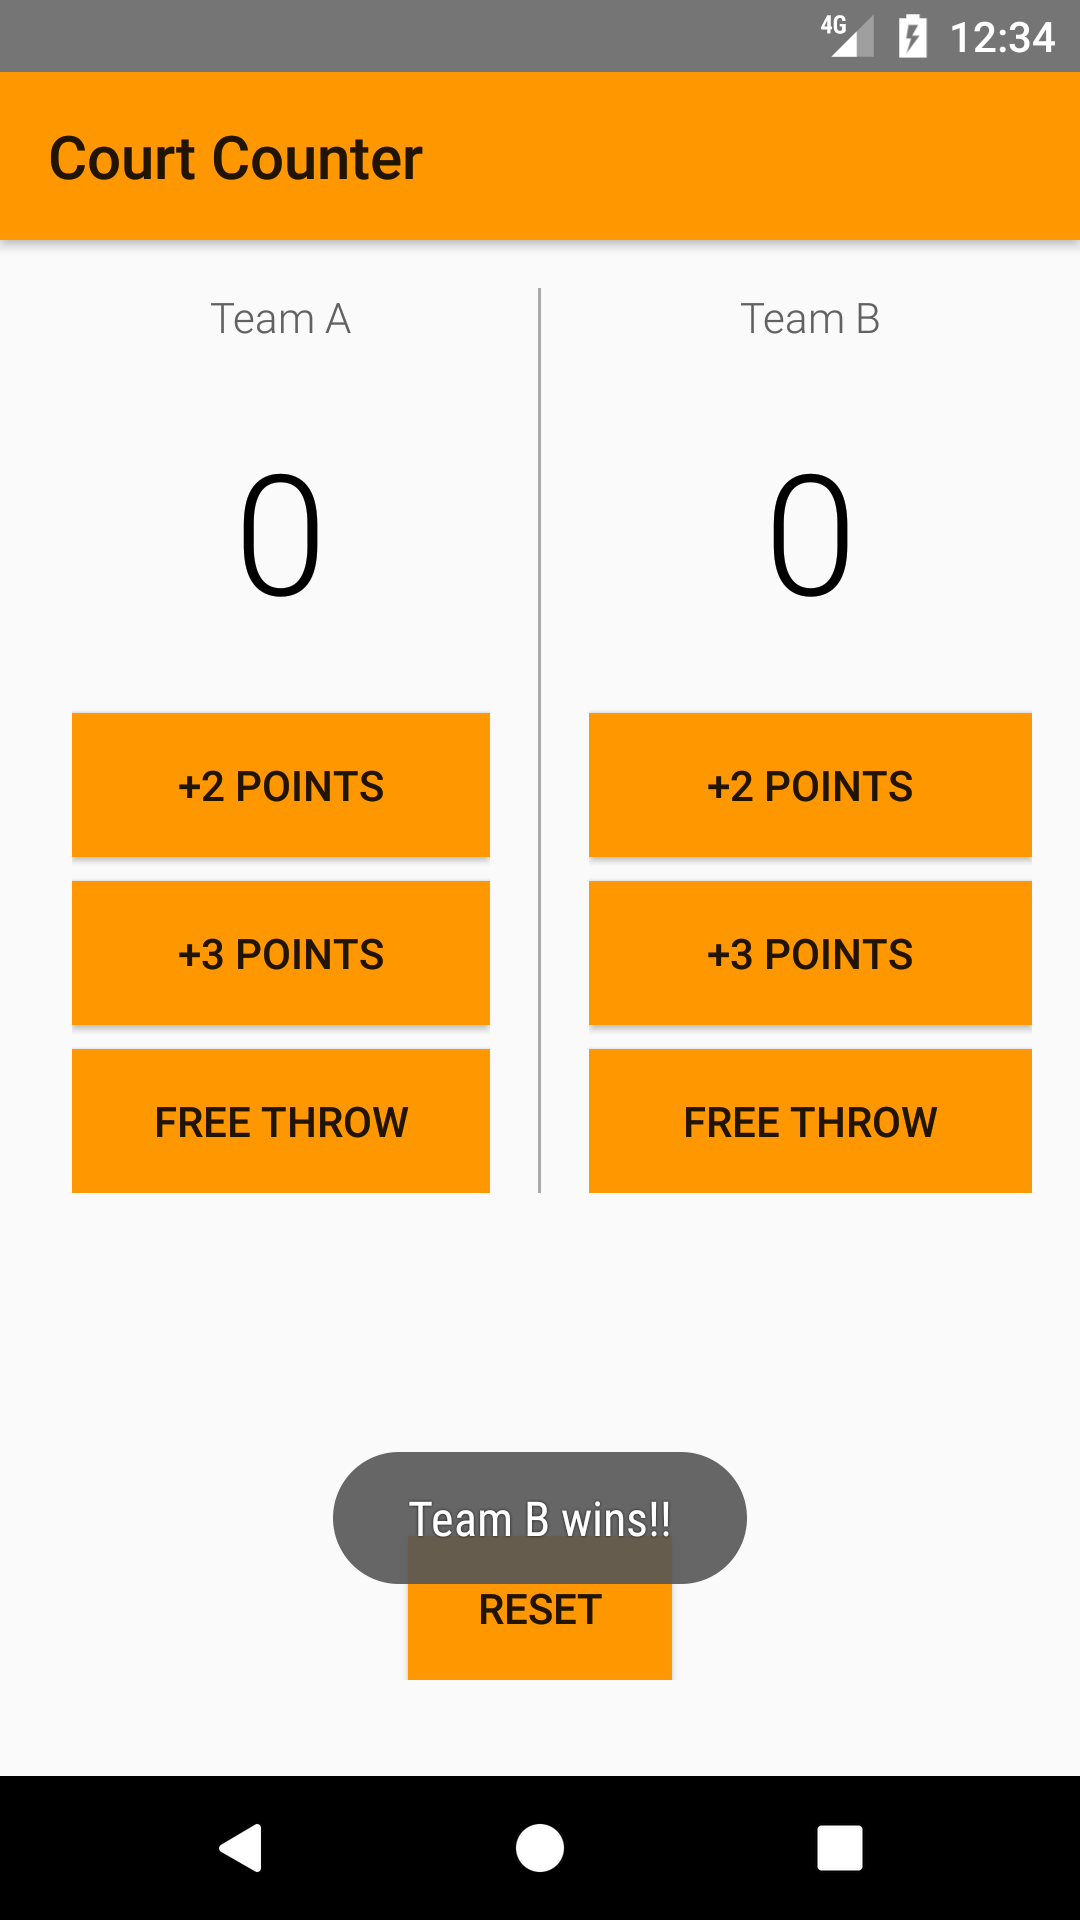 4G 12:34
Court Counter
Team A
0
+2 POINTS
+3 POINTS
FREE THROW
Team B
0
+2 POINTS
+3 POINTS
FREE THROW
Team B wins!!
RESET